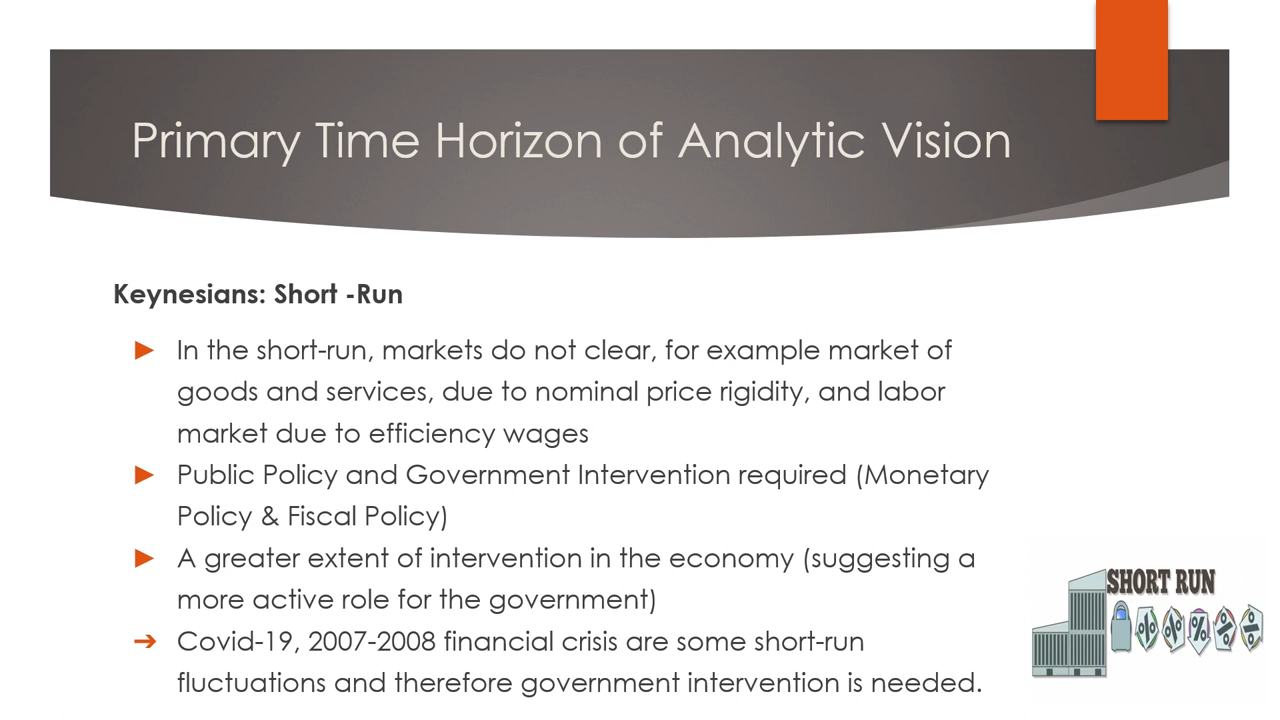 Primary Time Horizon of Analytic Vision
Keynesians: Short -Run
► In the short-run, markets do not clear, for example market of
goods and services, due to nominal price rigidity, and labor
market due to efficiency wages
► Public Policy and Government Intervention required (Monetary
Policy & Fiscal Policy)
► A greater extent of intervention in the economy (suggesting a
more active role for the government)
➔ Covid-19, 2007-2008 financial crisis are some short-run
fluctuations and therefore government intervention is needed.
SHORT RUN
% % % % %